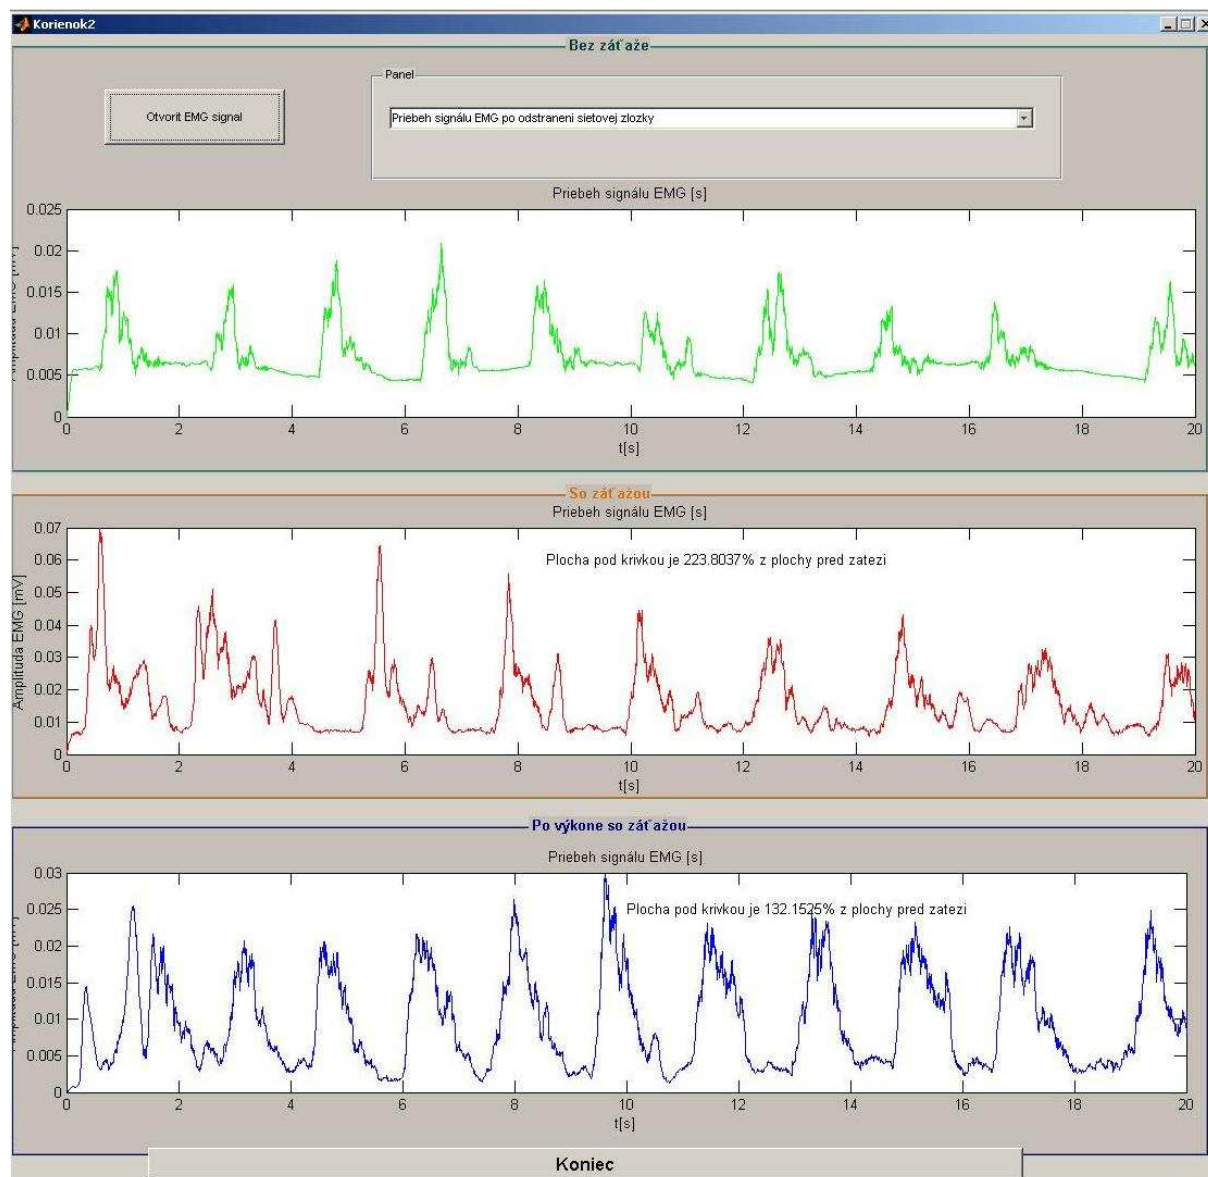 Korienok2
Bez záťaže
Panel
Otvorit EMG signal
Priebeh signálu EMG po odstraneni sietovej zlozky
Priebeh signálu EMG [s]
0.025
0.02
0.015
0.01
0.005
0
0 2 4 6 8 10 12 14 16 18 20
t[s]
So záťažou
Priebeh signálu EMG [s]
Plocha pod krivkou je 223.8037% z plochy pred zatezi
Amplituda EMG [mV]
0.07
0.06
0.05
0.04
0.03
0.02
0.01
0
0 2 4 6 8 10 12 14 16 18 20
t[s]
Po výkone so záťažou
Priebeh signálu EMG [s]
Plocha pod krivkou je 132.1525% z plochy pred zatezi
0.03
0.025
0.02
0.015
0.01
0.005
0
0 2 4 6 8 10 12 14 16 18 20
t[s]
Koniec